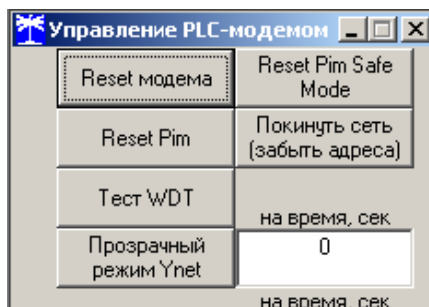 Управление PLC-модемом
Reset модема
Reset Pim Safe
Mode
Reset Pim
Покинуть сеть
(забыть адреса)
Тест WDT
на время, сек
Прозрачный
режим Ynet
0
на время, сек